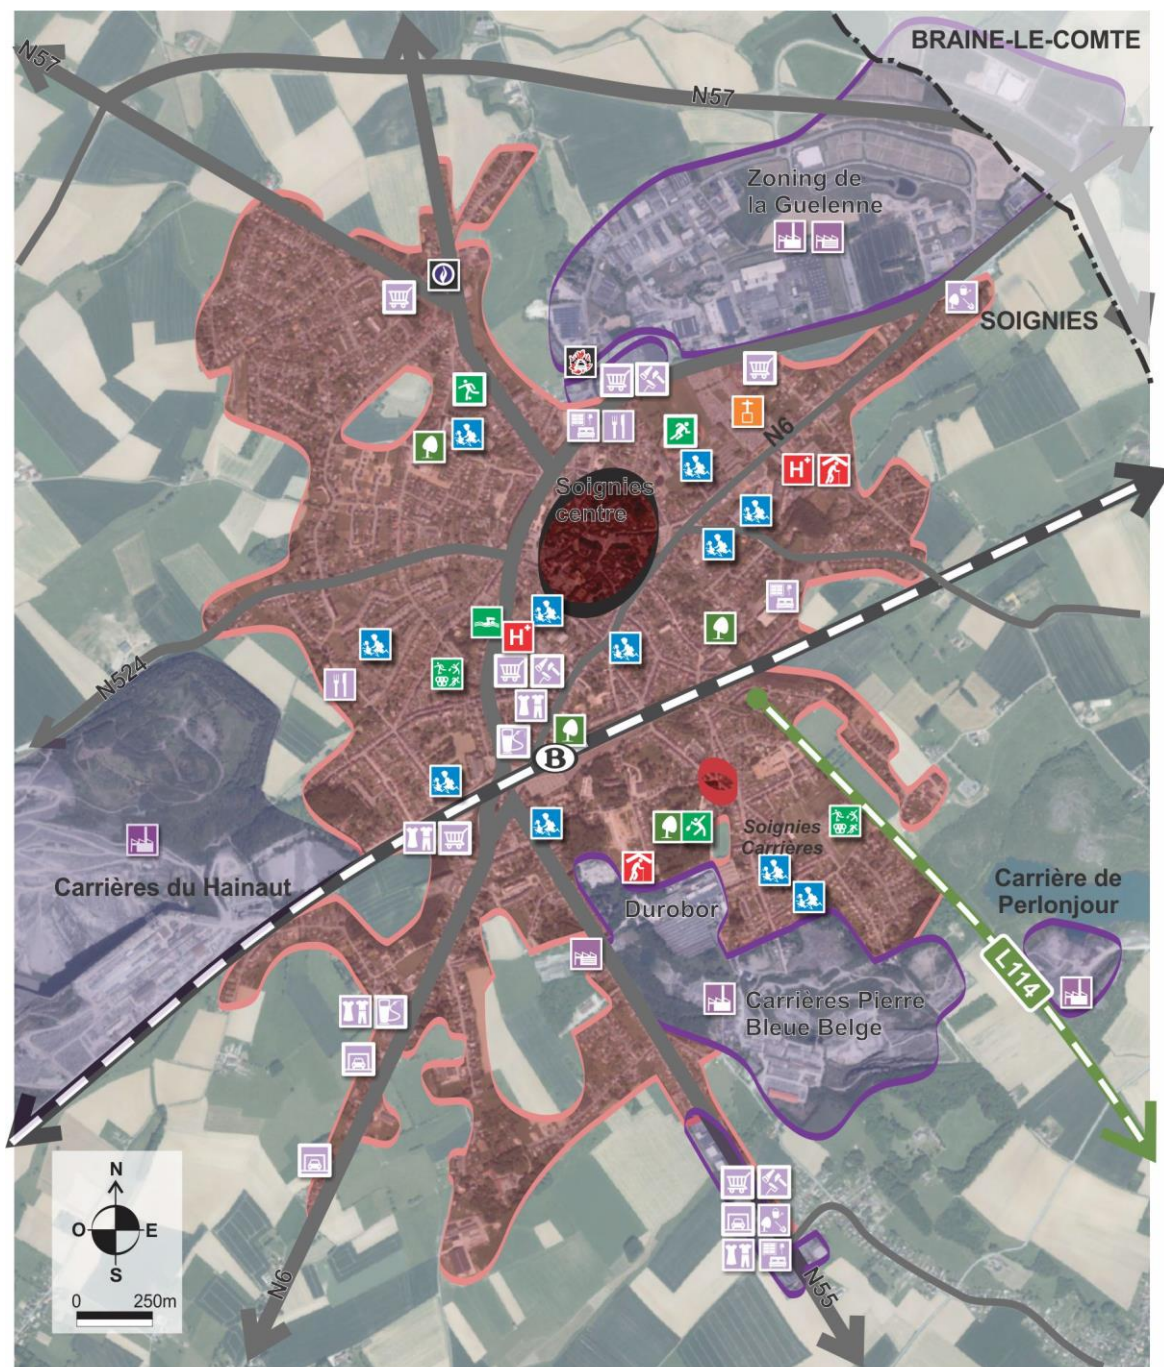 BRAINE-LE-COMTE
N57
N57
Zoning de
la Guelenne
SOIGNIES
N6
H+
Soignies
centre
H+
N524
B
Soignies
Carrières
Carrières du Hainaut
Durobor
Carrière de
Perlonjour
L114
Carrières Pierre
Bleue Belge
N
O
E
S
0 250m
N6
N55